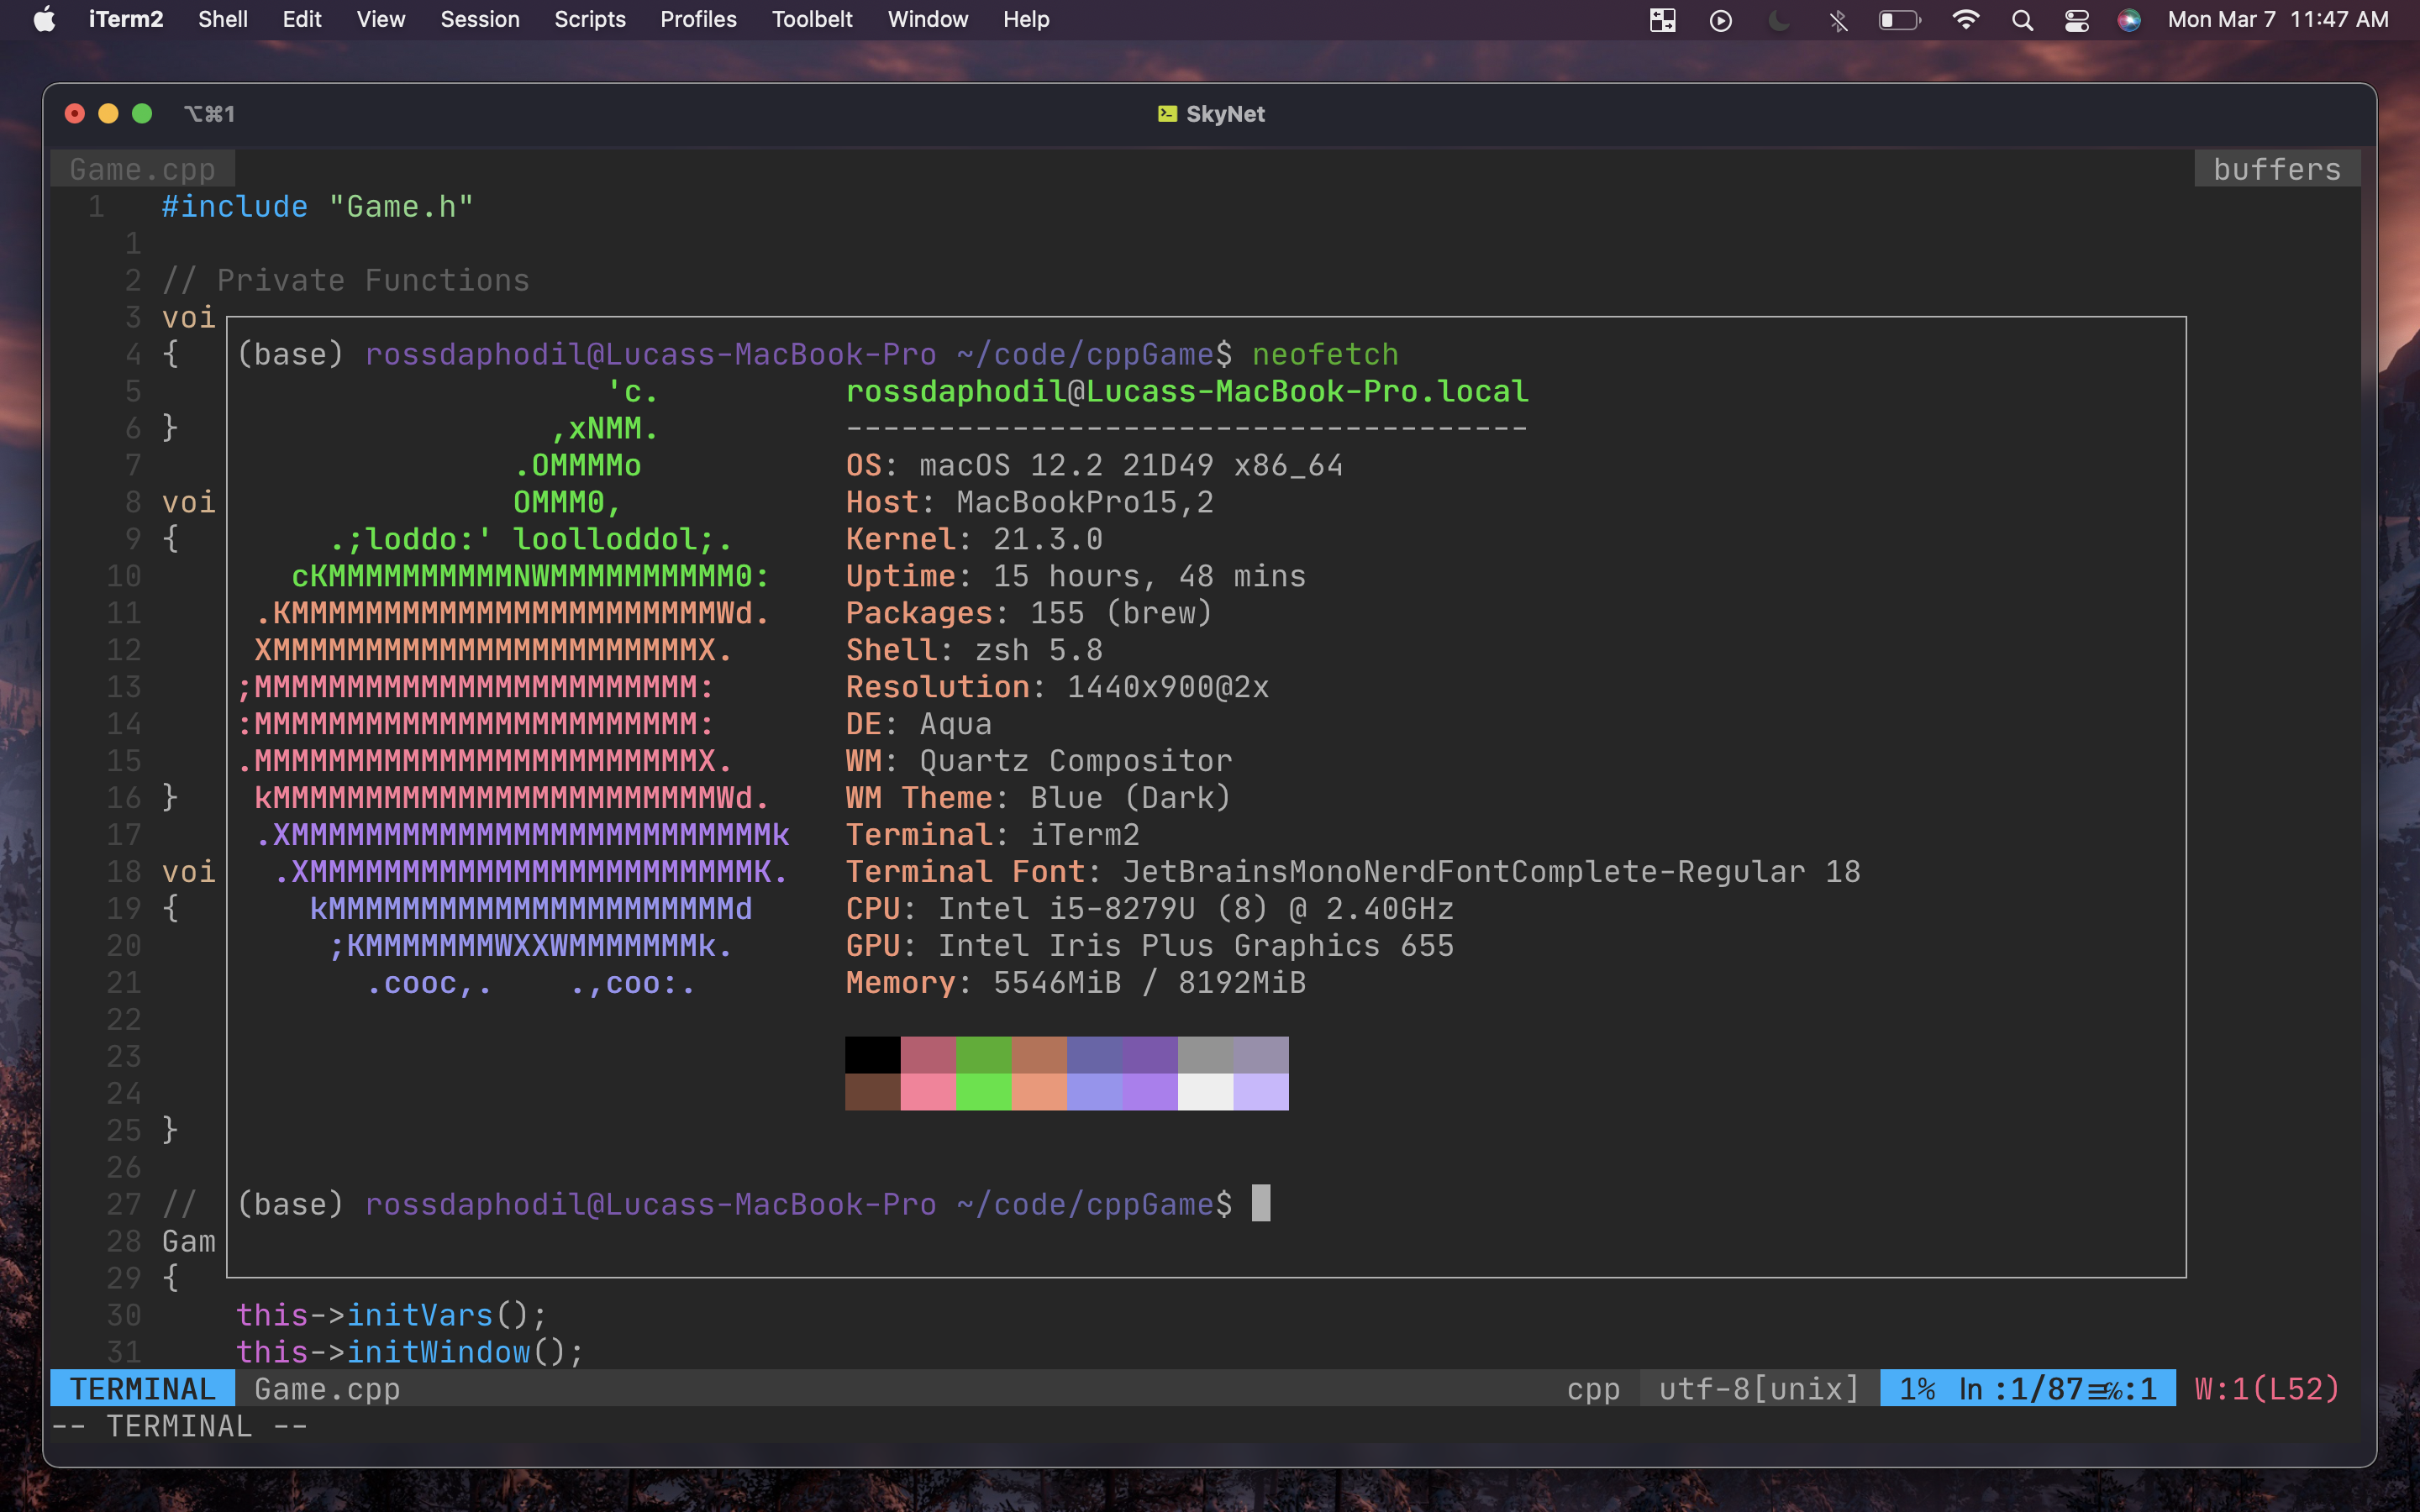 iTerm2 Shell Edit View Session Scripts Profiles Toolbelt Window Help Mon Mar 7 11:47 AM
⌥⌘1 SkyNet
Game.cpp buffers
1 #include "Game.h"
1
2 // Private Functions
3 voi
4 { (base) rossdaphodil@Lucass-MacBook-Pro ~/code/cppGame$ neofetch
5 'c. rossdaphodil@Lucass-MacBook-Pro.local
6 } ,xNMM. -------------------------------------
7 .OMMMMo OS: macOS 12.2 21D49 x86_64
8 voi OMMM0, Host: MacBookPro15,2
9 { .;loddo:' loolloddol;. Kernel: 21.3.0
10 cKMMMMMMMMMMNWMMMMMMMMMM0: Uptime: 15 hours, 48 mins
11 .KMMMMMMMMMMMMMMMMMMMMMMMWd. Packages: 155 (brew)
12 XMMMMMMMMMMMMMMMMMMMMMMMX. Shell: zsh 5.8
13 ;MMMMMMMMMMMMMMMMMMMMMMMM: Resolution: 1440x900@2x
14 :MMMMMMMMMMMMMMMMMMMMMMMM: DE: Aqua
15 .MMMMMMMMMMMMMMMMMMMMMMMMX. WM: Quartz Compositor
16 } kMMMMMMMMMMMMMMMMMMMMMMMMWd. WM Theme: Blue (Dark)
17 .XMMMMMMMMMMMMMMMMMMMMMMMMMMk Terminal: iTerm2
18 voi .XMMMMMMMMMMMMMMMMMMMMMMMMK. Terminal Font: JetBrainsMonoNerdFontComplete-Regular 18
19 { kMMMMMMMMMMMMMMMMMMMMMMd CPU: Intel i5-8279U (8) @ 2.40GHz
20 ;KMMMMMMMWXXWMMMMMMMk. GPU: Intel Iris Plus Graphics 655
21 .cooc,. .,coo:. Memory: 5546MiB / 8192MiB
22
23
24
25 }
26
27 // (base) rossdaphodil@Lucass-MacBook-Pro ~/code/cppGame$
28 Gam
29 {
30 this->initVars();
31 this->initWindow();
TERMINAL Game.cpp cpp utf-8[unix] 1% ln :1/87≡℅:1 W:1(L52)
-- TERMINAL --